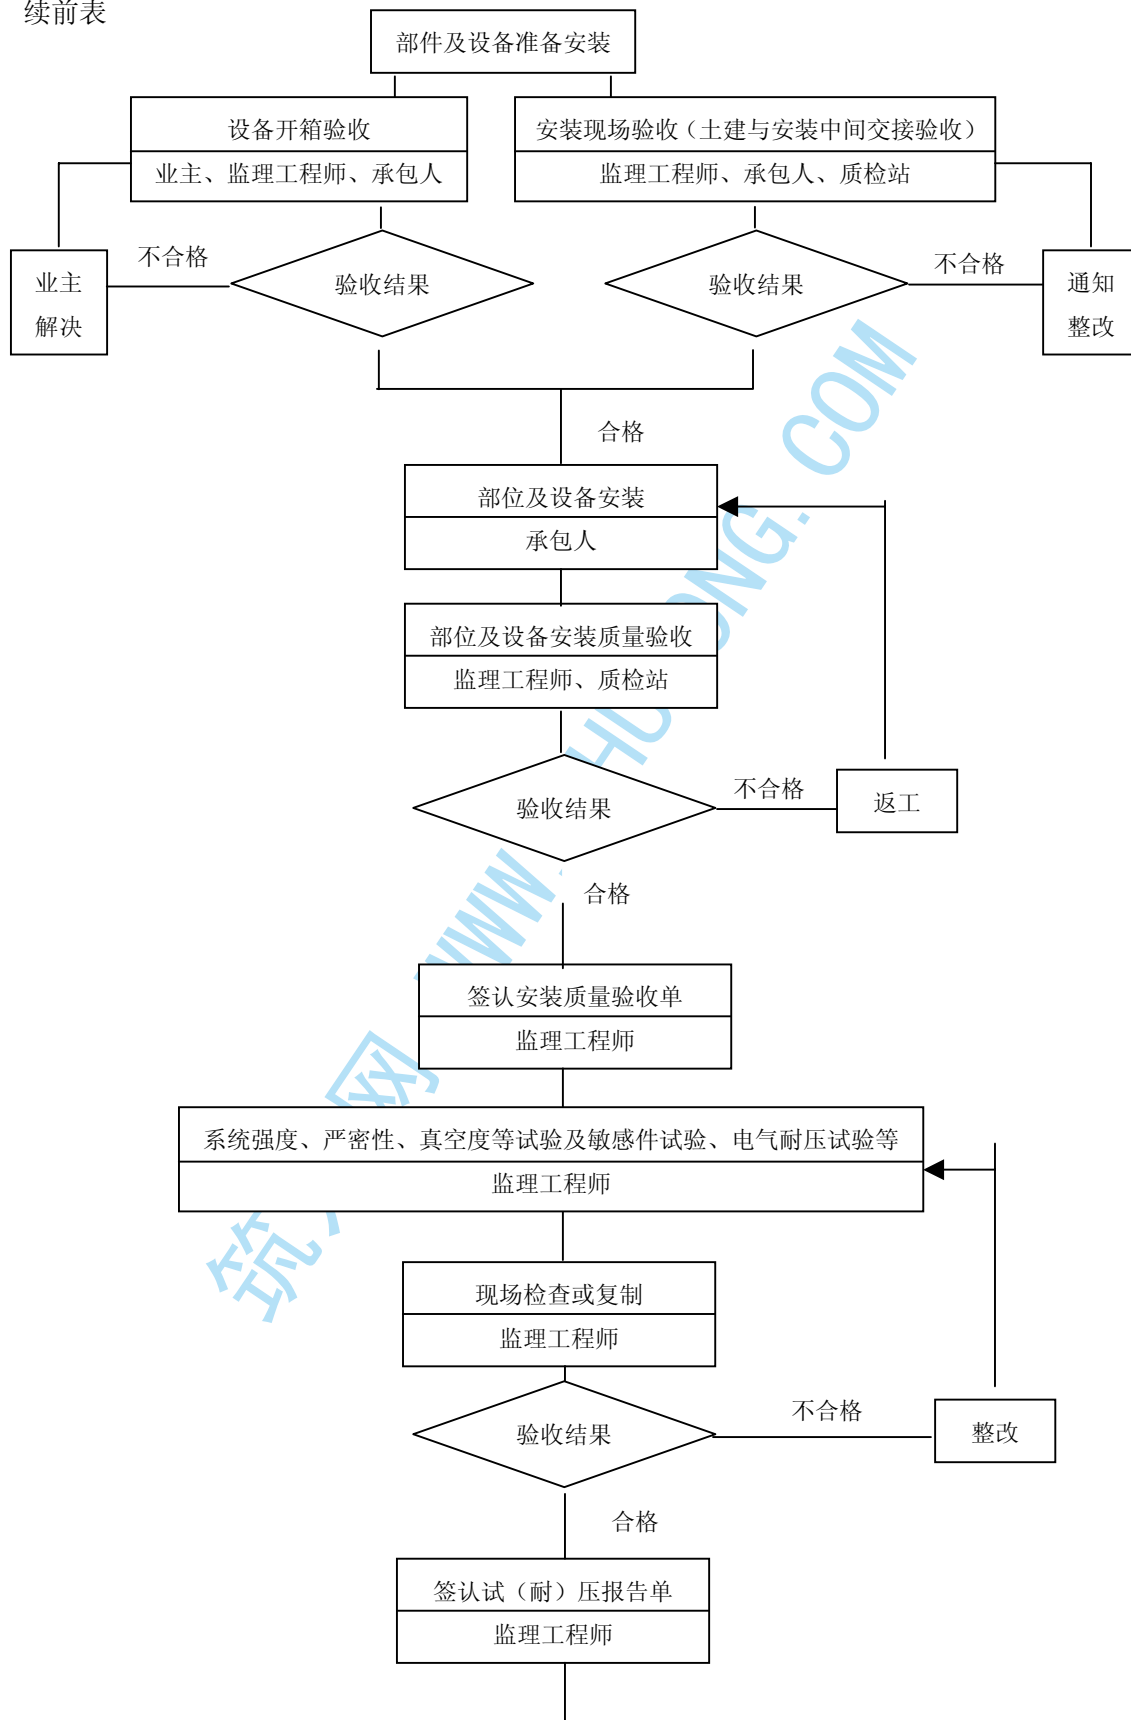 续前表
部件及设备准备安装
设备开箱验收
业主、监理工程师、承包人
安装现场验收（土建与安装中间交接验收）
监理工程师、承包人、质检站
不合格
验收结果
业主
解决
验收结果
不合格
通知
整改
合格
部位及设备安装
承包人
部位及设备安装质量验收
监理工程师、质检站
验收结果
不合格
返工
合格
签认安装质量验收单
监理工程师
系统强度、严密性、真空度等试验及敏感件试验、电气耐压试验等
监理工程师
现场检查或复制
监理工程师
验收结果
不合格
整改
合格
签认试（耐）压报告单
监理工程师